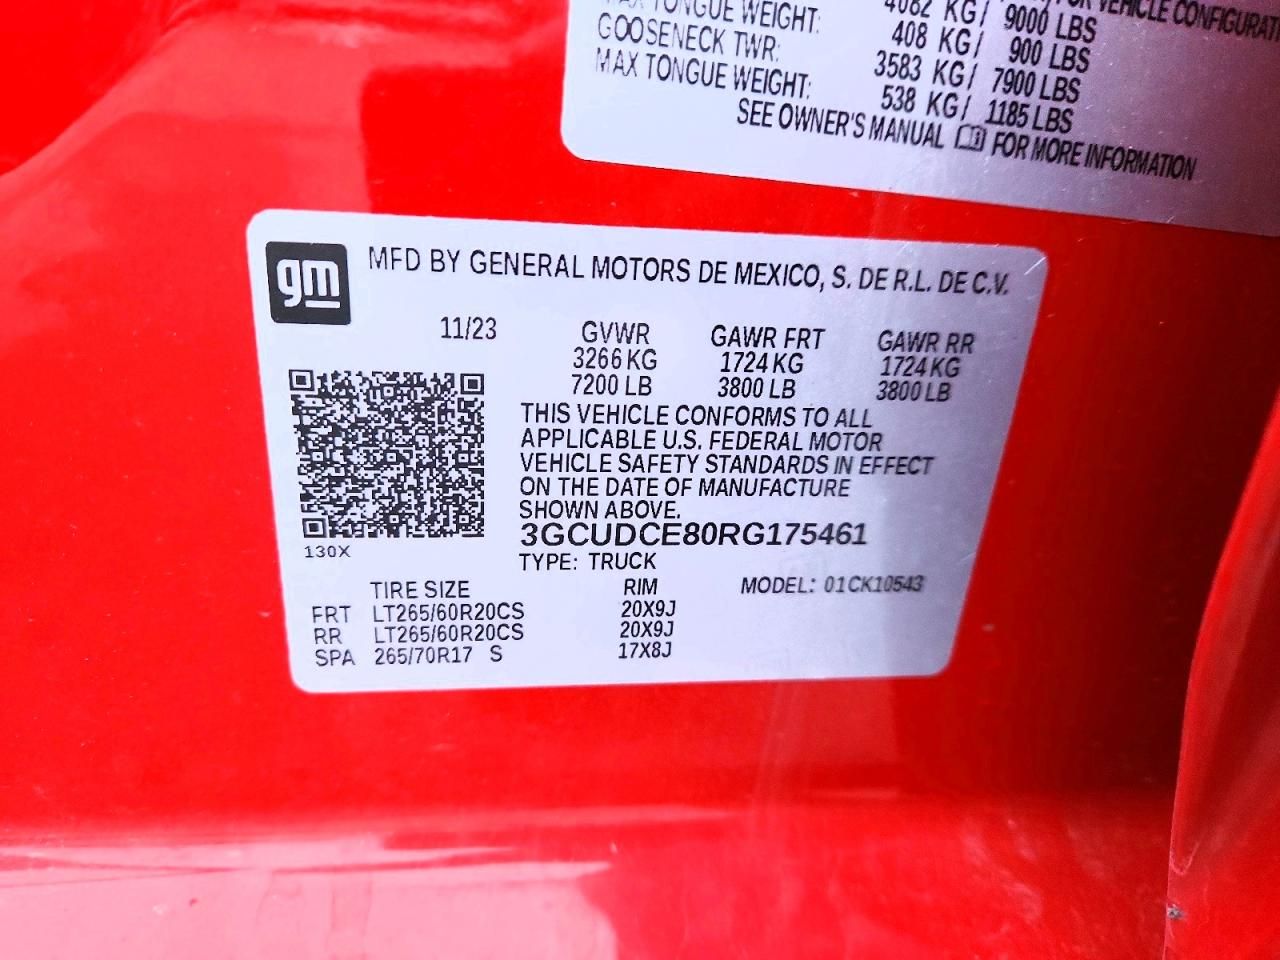 FOR VEHICLE CONFIGURATI
TONGUE WEIGHT: 4082 KG/ 9000 LBS
GOOSENECK TWR: 408 KG/ 900 LBS
MAX TONGUE WEIGHT: 3583 KG/ 7900 LBS
538 KG/ 1185 LBS
SEE OWNER'S MANUAL FOR MORE INFORMATION
gm
MFD BY GENERAL MOTORS DE MEXICO, S. DE R.L. DE C.V.
11/23 GVWR GAWR FRT GAWR RR
3266 KG 1724 KG 1724 KG
7200 LB 3800 LB 3800 LB
THIS VEHICLE CONFORMS TO ALL
APPLICABLE U.S. FEDERAL MOTOR
VEHICLE SAFETY STANDARDS IN EFFECT
ON THE DATE OF MANUFACTURE
SHOWN ABOVE.
3GCUDCE80RG175461
130X
TYPE: TRUCK
TIRE SIZE RIM MODEL: 01CK10543
FRT LT265/60R20CS 20X9J
RR LT265/60R20CS 20X9J
SPA 265/70R17 S 17X8J